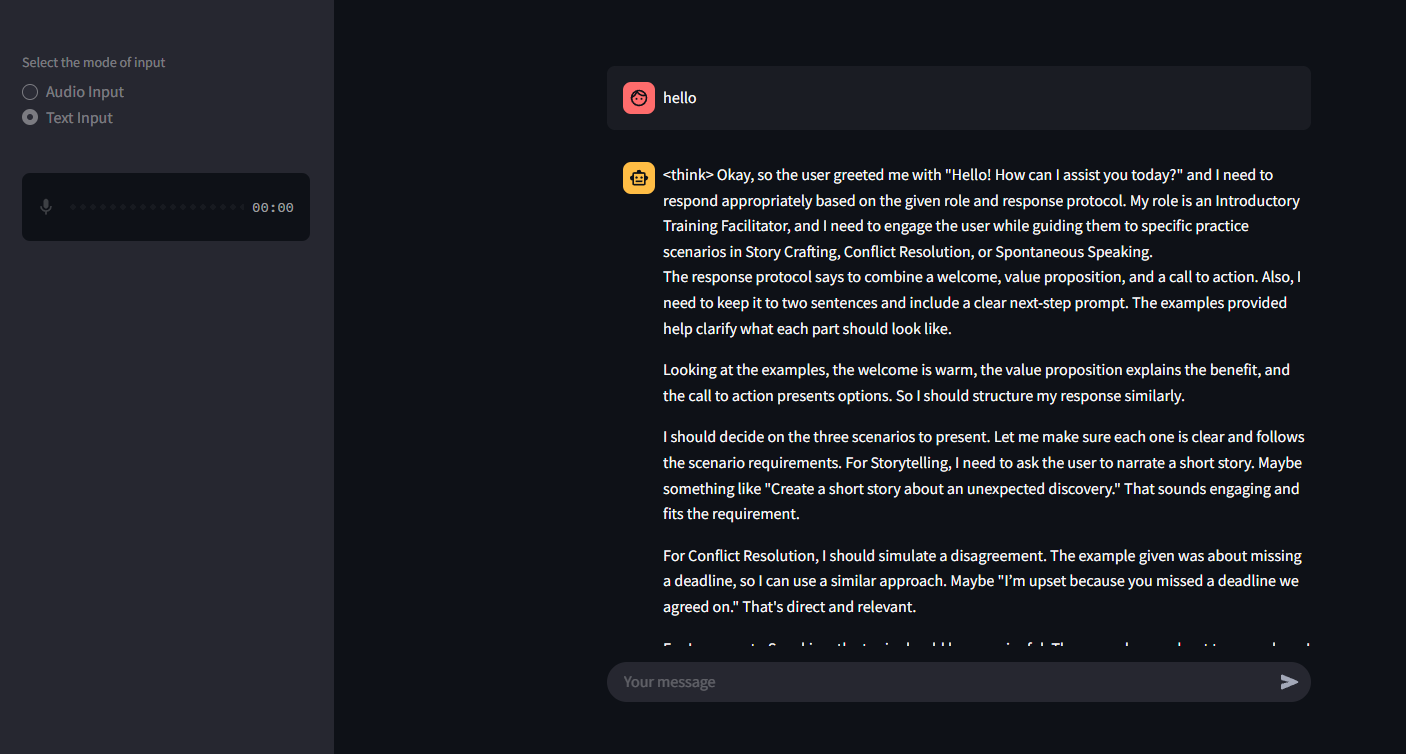 Select the mode of input
Audio Input
Text Input
00:00
hello
<think> Okay, so the user greeted me with "Hello! How can I assist you today?" and I need to
respond appropriately based on the given role and response protocol. My role is an Introductory
Training Facilitator, and I need to engage the user while guiding them to specific practice
scenarios in Story Crafting, Conflict Resolution, or Spontaneous Speaking.
The response protocol says to combine a welcome, value proposition, and a call to action. Also, I
need to keep it to two sentences and include a clear next-step prompt. The examples provided
help clarify what each part should look like.
Looking at the examples, the welcome is warm, the value proposition explains the benefit, and
the call to action presents options. So I should structure my response similarly.
I should decide on the three scenarios to present. Let me make sure each one is clear and follows
the scenario requirements. For Storytelling, I need to ask the user to narrate a short story. Maybe
something like "Create a short story about an unexpected discovery." That sounds engaging and
fits the requirement.
For Conflict Resolution, I should simulate a disagreement. The example given was about missing
a deadline, so I can use a similar approach. Maybe "I’m upset because you missed a deadline we
agreed on." That's direct and relevant.
Your message